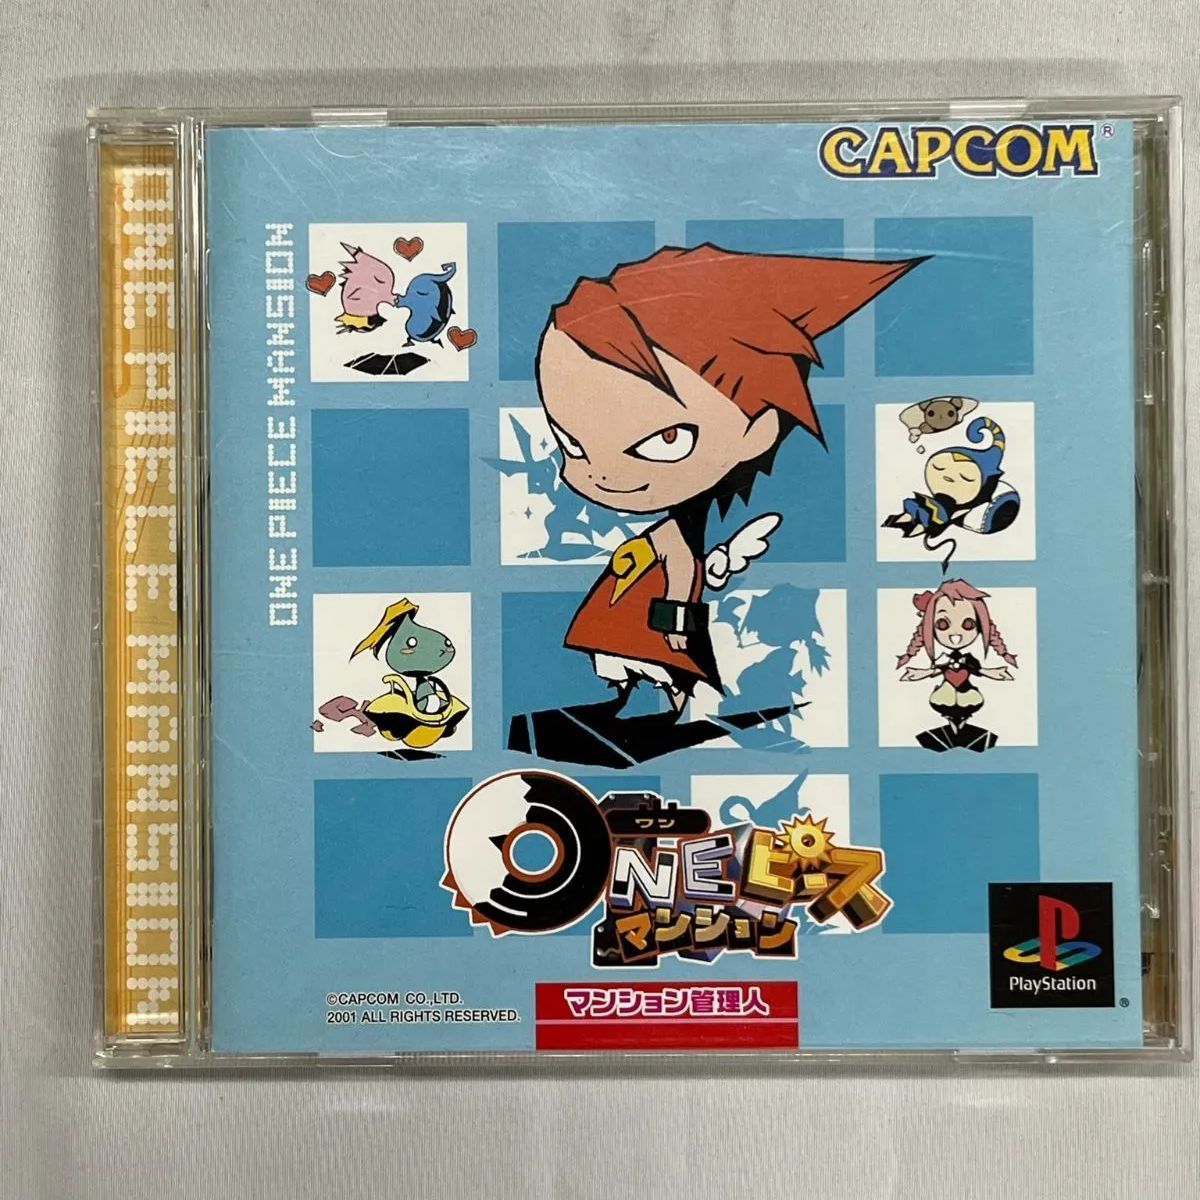 CAPCOM®
ONE PIECE MANSION
ONE PIECE MANSION
ワン
ONEピース
マンション
マンション管理人
©CAPCOM CO.,LTD.
2001 ALL RIGHTS RESERVED.
PlayStation
®